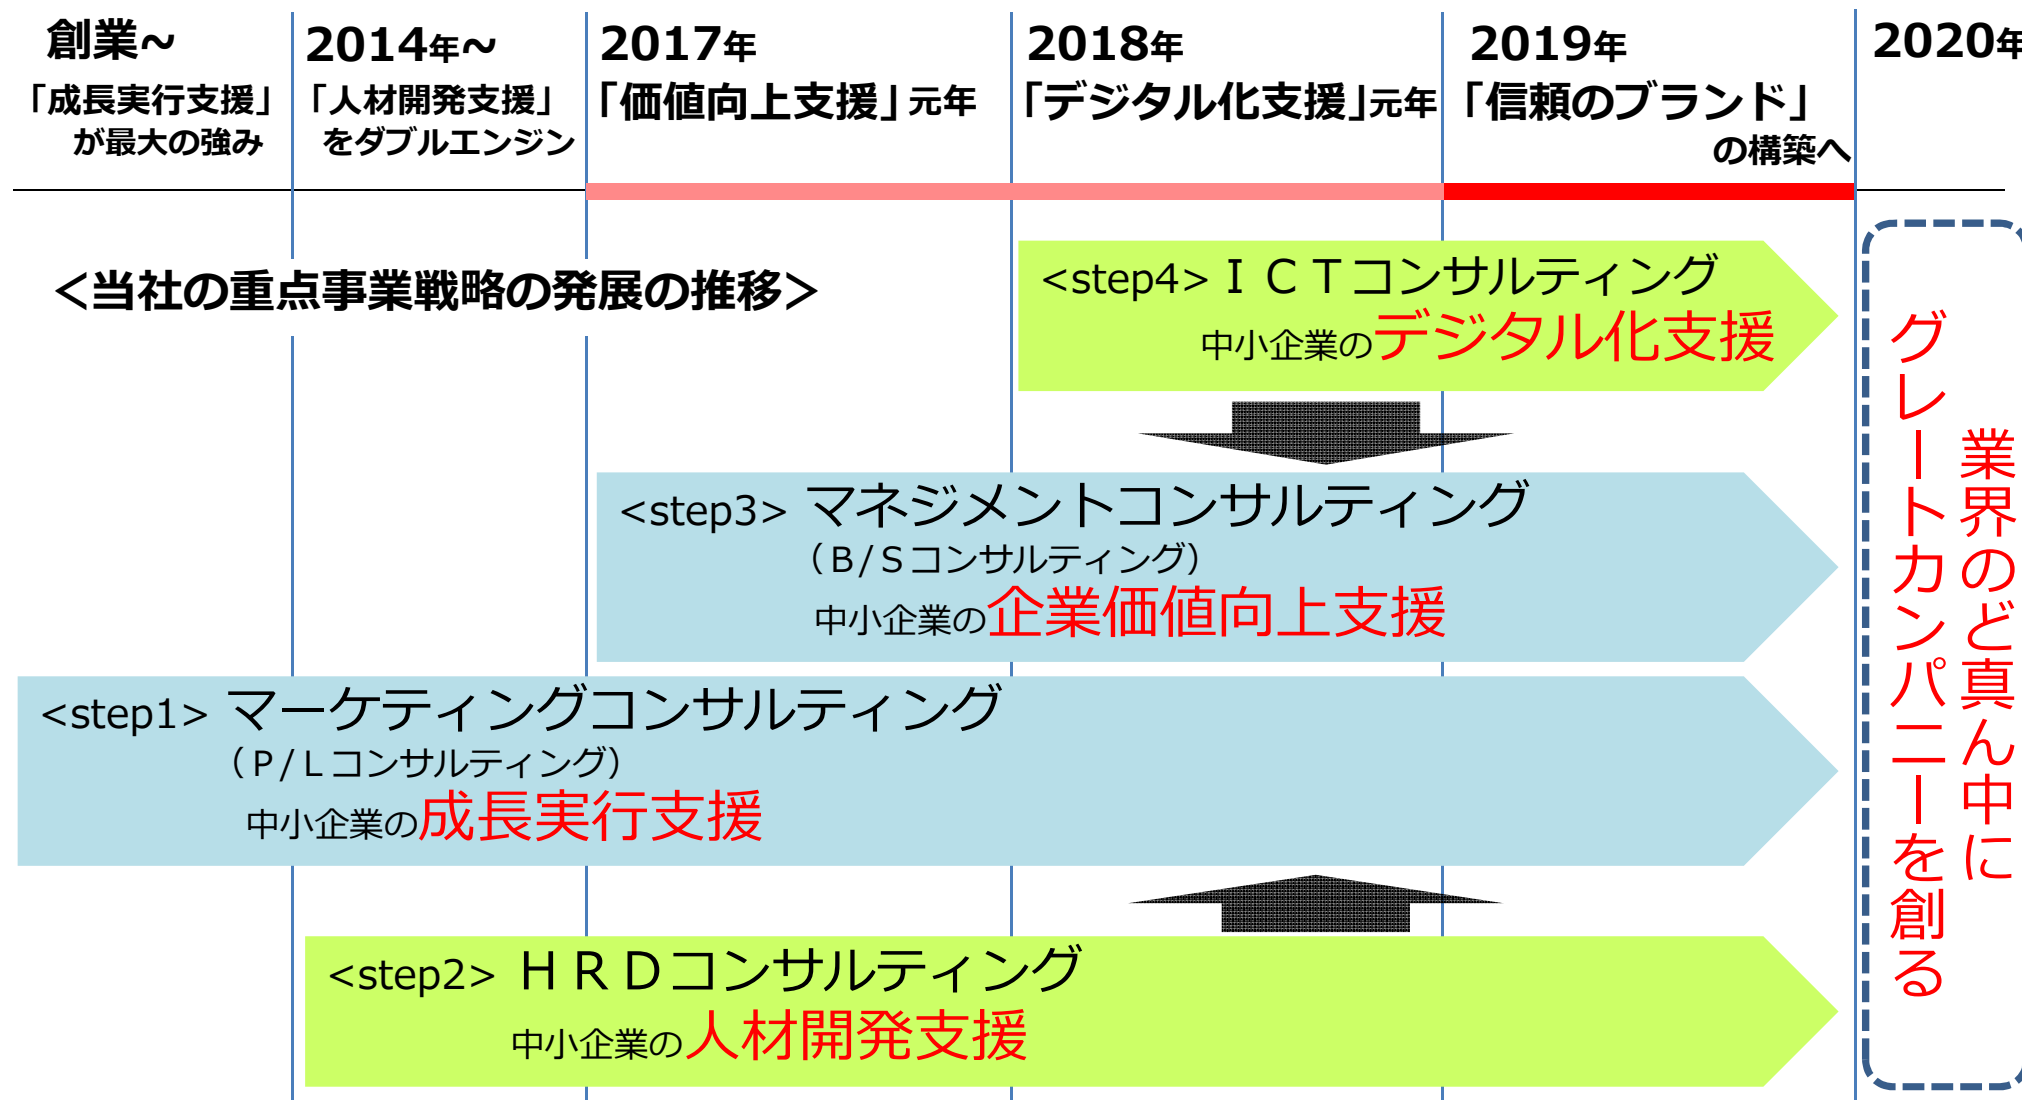 創業~
「成長実行支援」
が最大の強み
2014年~
「人材開発支援」
をダブルエンジン
2017年
「価値向上支援」元年
2018年
「デジタル化支援」元年
2019年
「信頼のブランド」
の構築へ
2020年
<当社の重点事業戦略の発展の推移>
<step4>ＩＣＴコンサルティング
中小企業のデジタル化支援
<step3> マネジメントコンサルティング
（B/Sコンサルティング）
中小企業の企業価値向上支援
<step1> マーケティングコンサルティング
（P/Lコンサルティング）
中小企業の成長実行支援
<step2> ＨＲＤコンサルティング
中小企業の人材開発支援
業界のど真ん中に
グレートカンパニーを創る